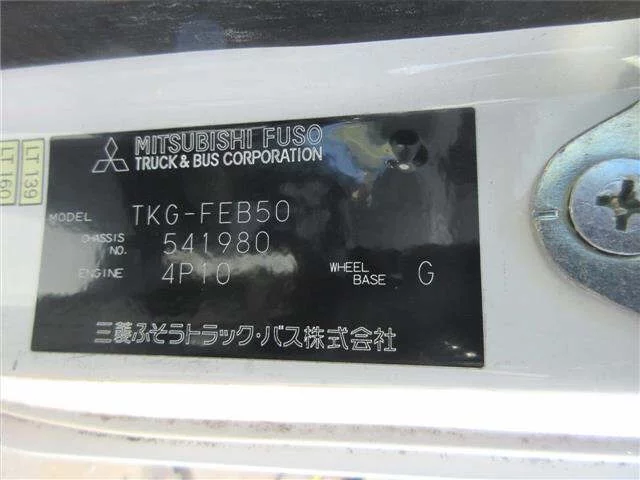 MITSUBISHI FUSO
TRUCK & BUS CORPORATION
MODEL TKG-FEB50
CHASSIS NO. 541980
ENGINE 4P10 WHEEL BASE G
三菱ふそうトラック・バス株式会社
LT 139
LT 160